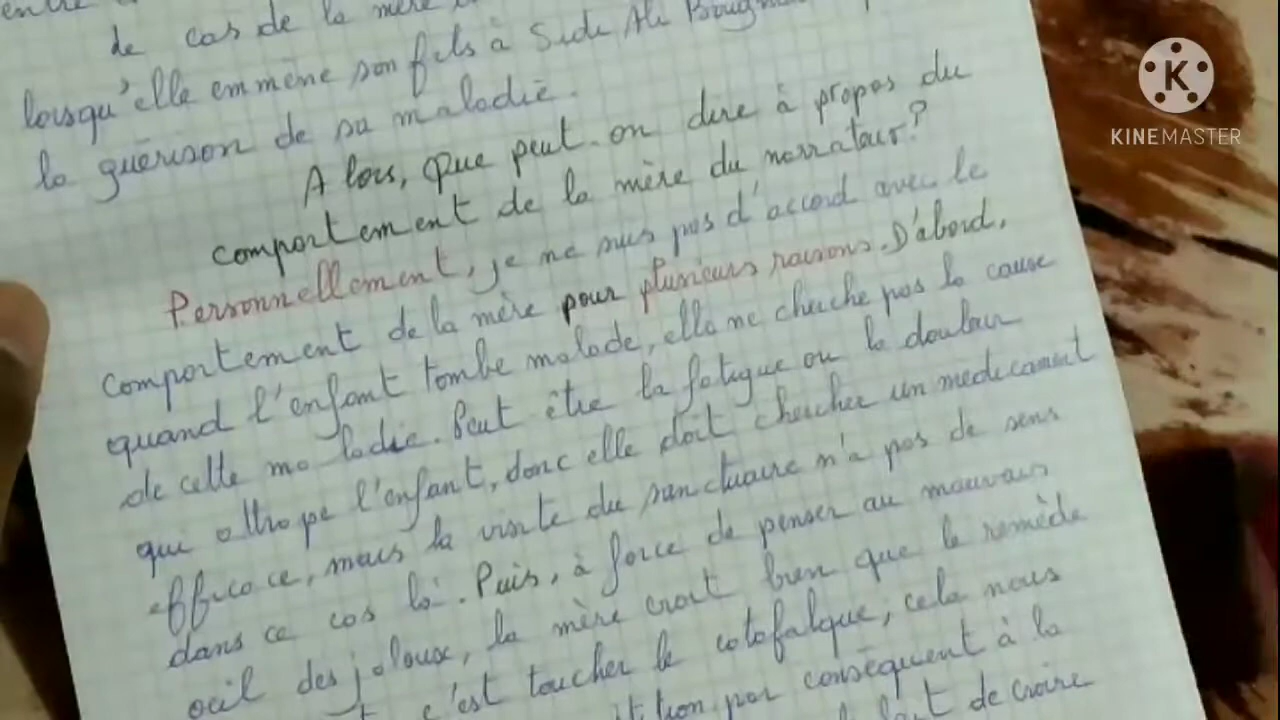 entre
de cas de la mère
lorsqu'elle emmène son fils à Sidi Ali
la guérison de sa maladie.
Alors, que peut-on dire à propos du
comportement de la mère du narrateur?
Personnellement, je ne suis pas d'accord avec le
comportement de la mère pour plusieurs raisons. D'abord,
quand l'enfant tombe malade, elle ne cherche pas la cause
de cette maladie. Peut être la fatigue ou la douleur
qui attrape l'enfant, donc elle doit chercher un médicament
efficace, mais la visite du sanctuaire n'a pas de sens
dans ce cas là. Puis, à force de penser au mauvais
œil des jaloux, la mère croit bien que le remède
c'est toucher le catafalque, cela nous
par conséquent à la
de croire
KINEMASTER